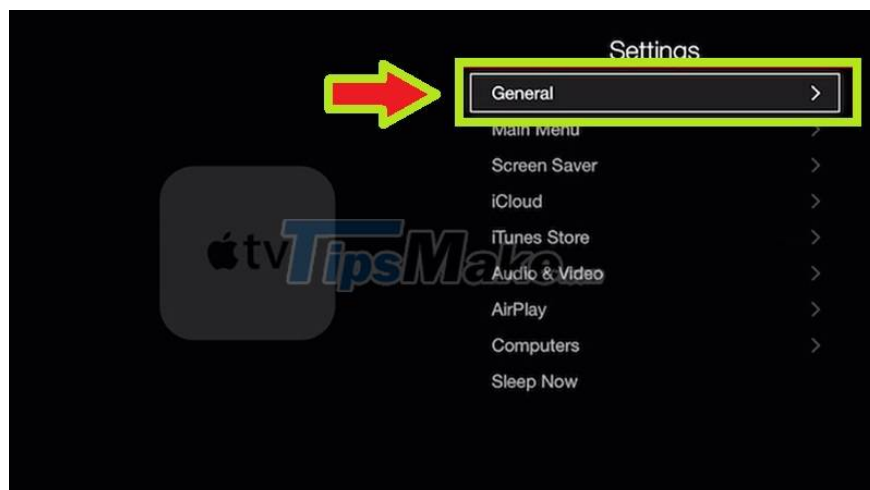 Settings
General
Main Menu
Screen Saver
iCloud
iTunes Store
tv
TipsMake
Audio & Video
AirPlay
Computers
Sleep Now